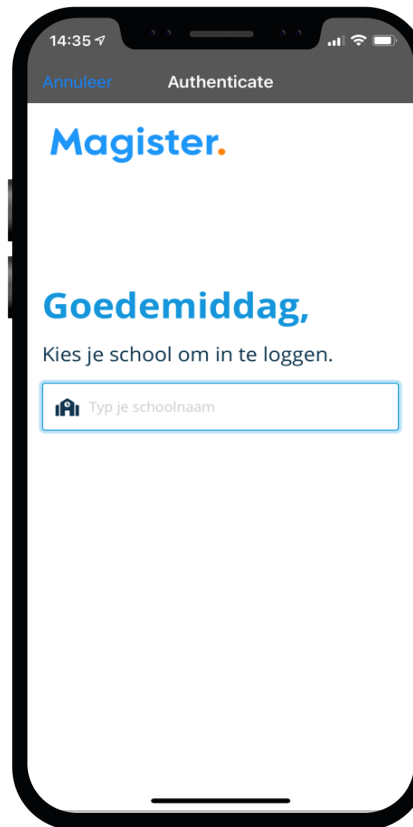 14:35
Annuleer Authenticate
Magister.
Goedemiddag,
Kies je school om in te loggen.
Typ je schoolnaam